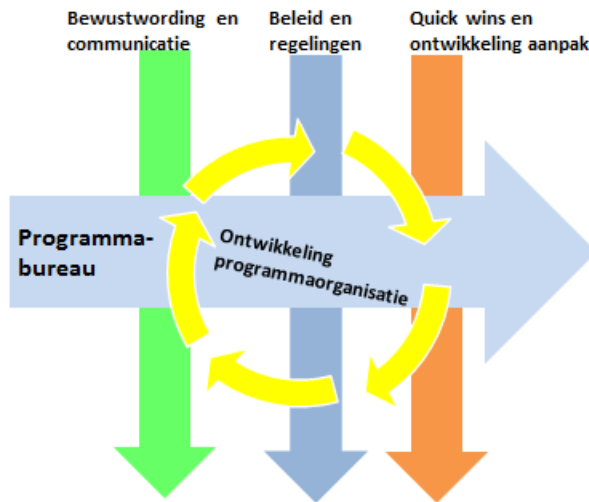 Bewustwording en
communicatie
Beleid en
regelingen
Quick wins en
ontwikkeling aanpak
Programma-
bureau
Ontwikkeling
programmaorganisatie